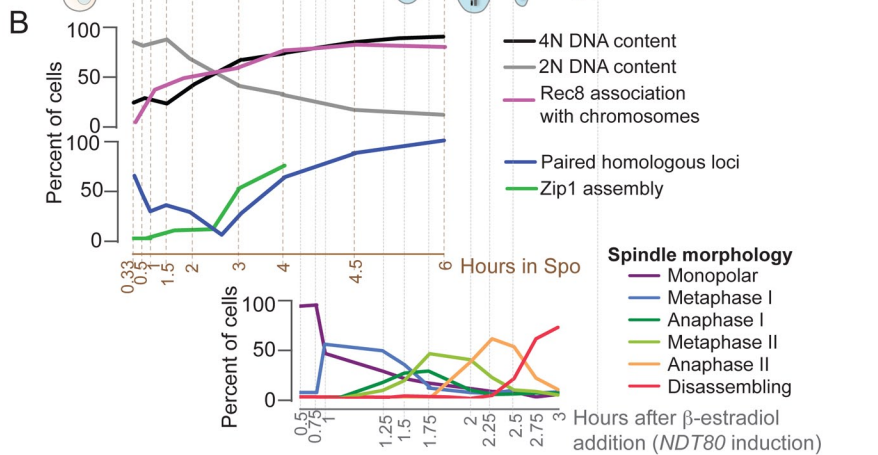 B
100
50
0
Percent of cells
4N DNA content
2N DNA content
Rec8 association
with chromosomes
100
50
0
Paired homologous loci
Zip1 assembly
0.33
0.5
1
1.5
2
3
4
4.5
6
Hours in Spo
Spindle morphology
Monopolar
Metaphase I
Anaphase I
Metaphase II
Anaphase II
Disassembling
100
50
0
Percent of cells
0.5
0.75
1
1.25
1.5
1.75
2
2.25
2.5
2.75
3
Hours after β-estradiol
addition (NDT80 induction)